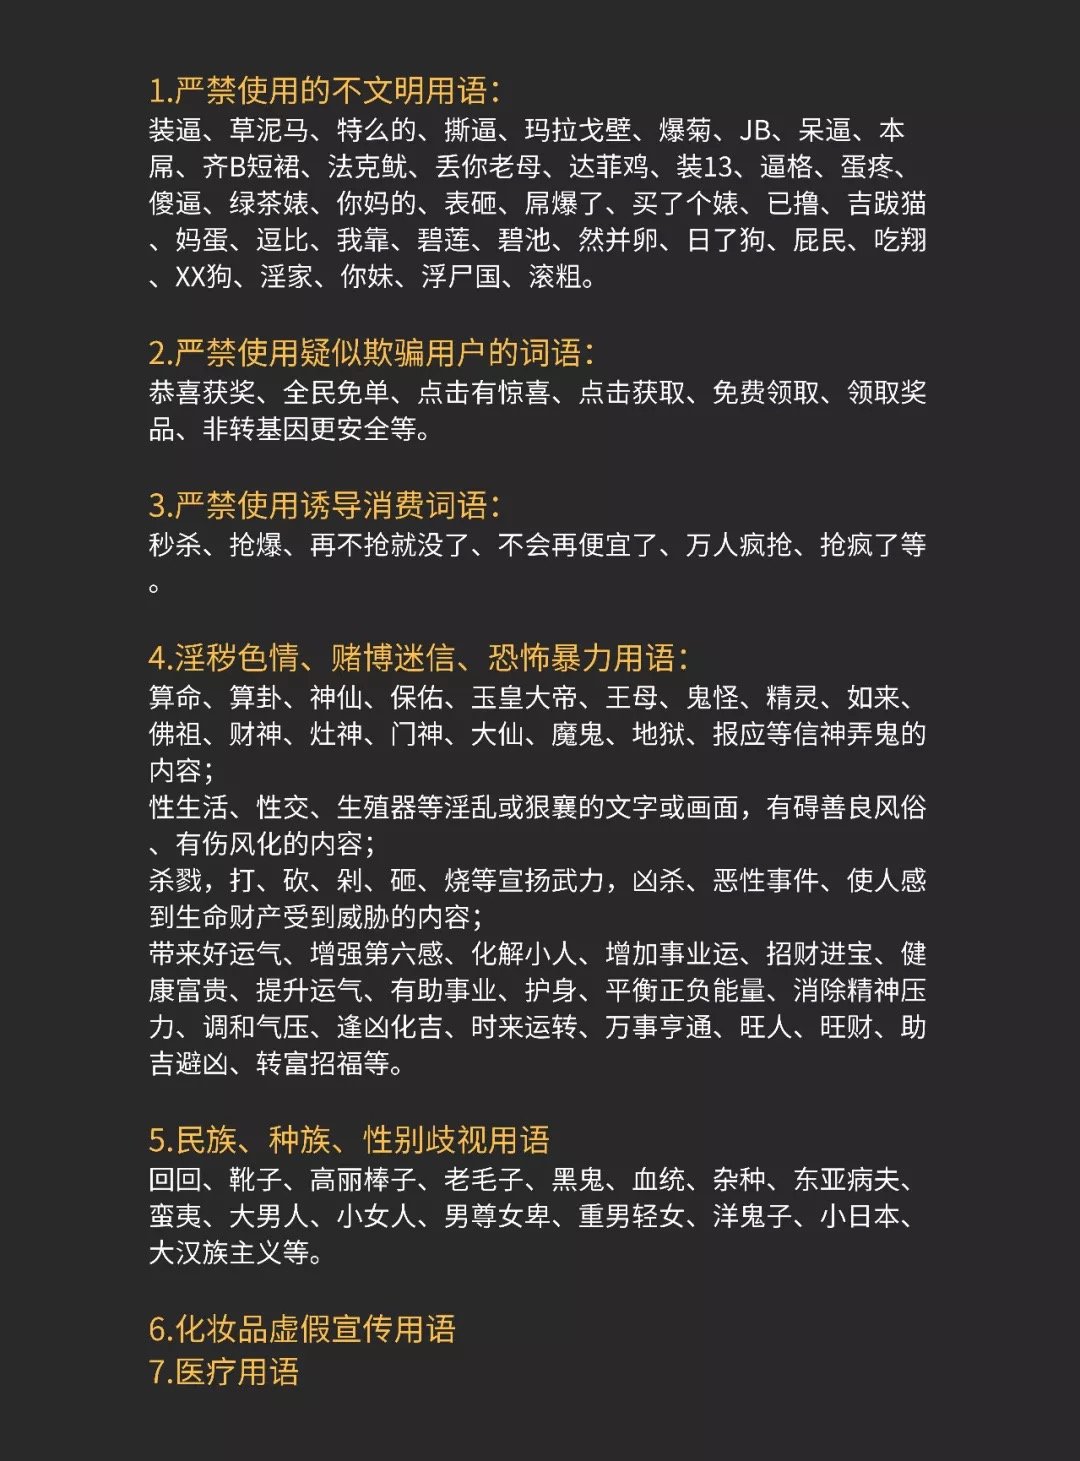 1.严禁使用的不文明用语：
装逼、草泥马、特么的、撕逼、玛拉戈壁、爆菊、JB、呆逼、本
屌、齐B短裙、法克鱿、丢你老母、达菲鸡、装13、逼格、蛋疼、
傻逼、绿茶婊、你妈的、表砸、屌爆了、买了个婊、已撸、吉跋猫
、妈蛋、逗比、我靠、碧莲、碧池、然并卵、日了狗、屁民、吃翔
、XX狗、淫家、你妹、浮尸国、滚粗。
2.严禁使用疑似欺骗用户的词语：
恭喜获奖、全民免单、点击有惊喜、点击获取、免费领取、领取奖
品、非转基因更安全等。
3.严禁使用诱导消费词语：
秒杀、抢爆、再不抢就没了、不会再便宜了、万人疯抢、抢疯了等
。
4.淫秽色情、赌博迷信、恐怖暴力用语：
算命、算卦、神仙、保佑、玉皇大帝、王母、鬼怪、精灵、如来、
佛祖、财神、灶神、门神、大仙、魔鬼、地狱、报应等信神弄鬼的
内容；
性生活、性交、生殖器等淫乱或狠襄的文字或画面，有碍善良风俗
、有伤风化的内容；
杀戮，打、砍、剁、砸、烧等宣扬武力，凶杀、恶性事件、使人感
到生命财产受到威胁的内容；
带来好运气、增强第六感、化解小人、增加事业运、招财进宝、健
康富贵、提升运气、有助事业、护身、平衡正负能量、消除精神压
力、调和气压、逢凶化吉、时来运转、万事亨通、旺人、旺财、助
吉避凶、转富招福等。
5.民族、种族、性别歧视用语
回回、靴子、高丽棒子、老毛子、黑鬼、血统、杂种、东亚病夫、
蛮夷、大男人、小女人、男尊女卑、重男轻女、洋鬼子、小日本、
大汉族主义等。
6.化妆品虚假宣传用语
7.医疗用语